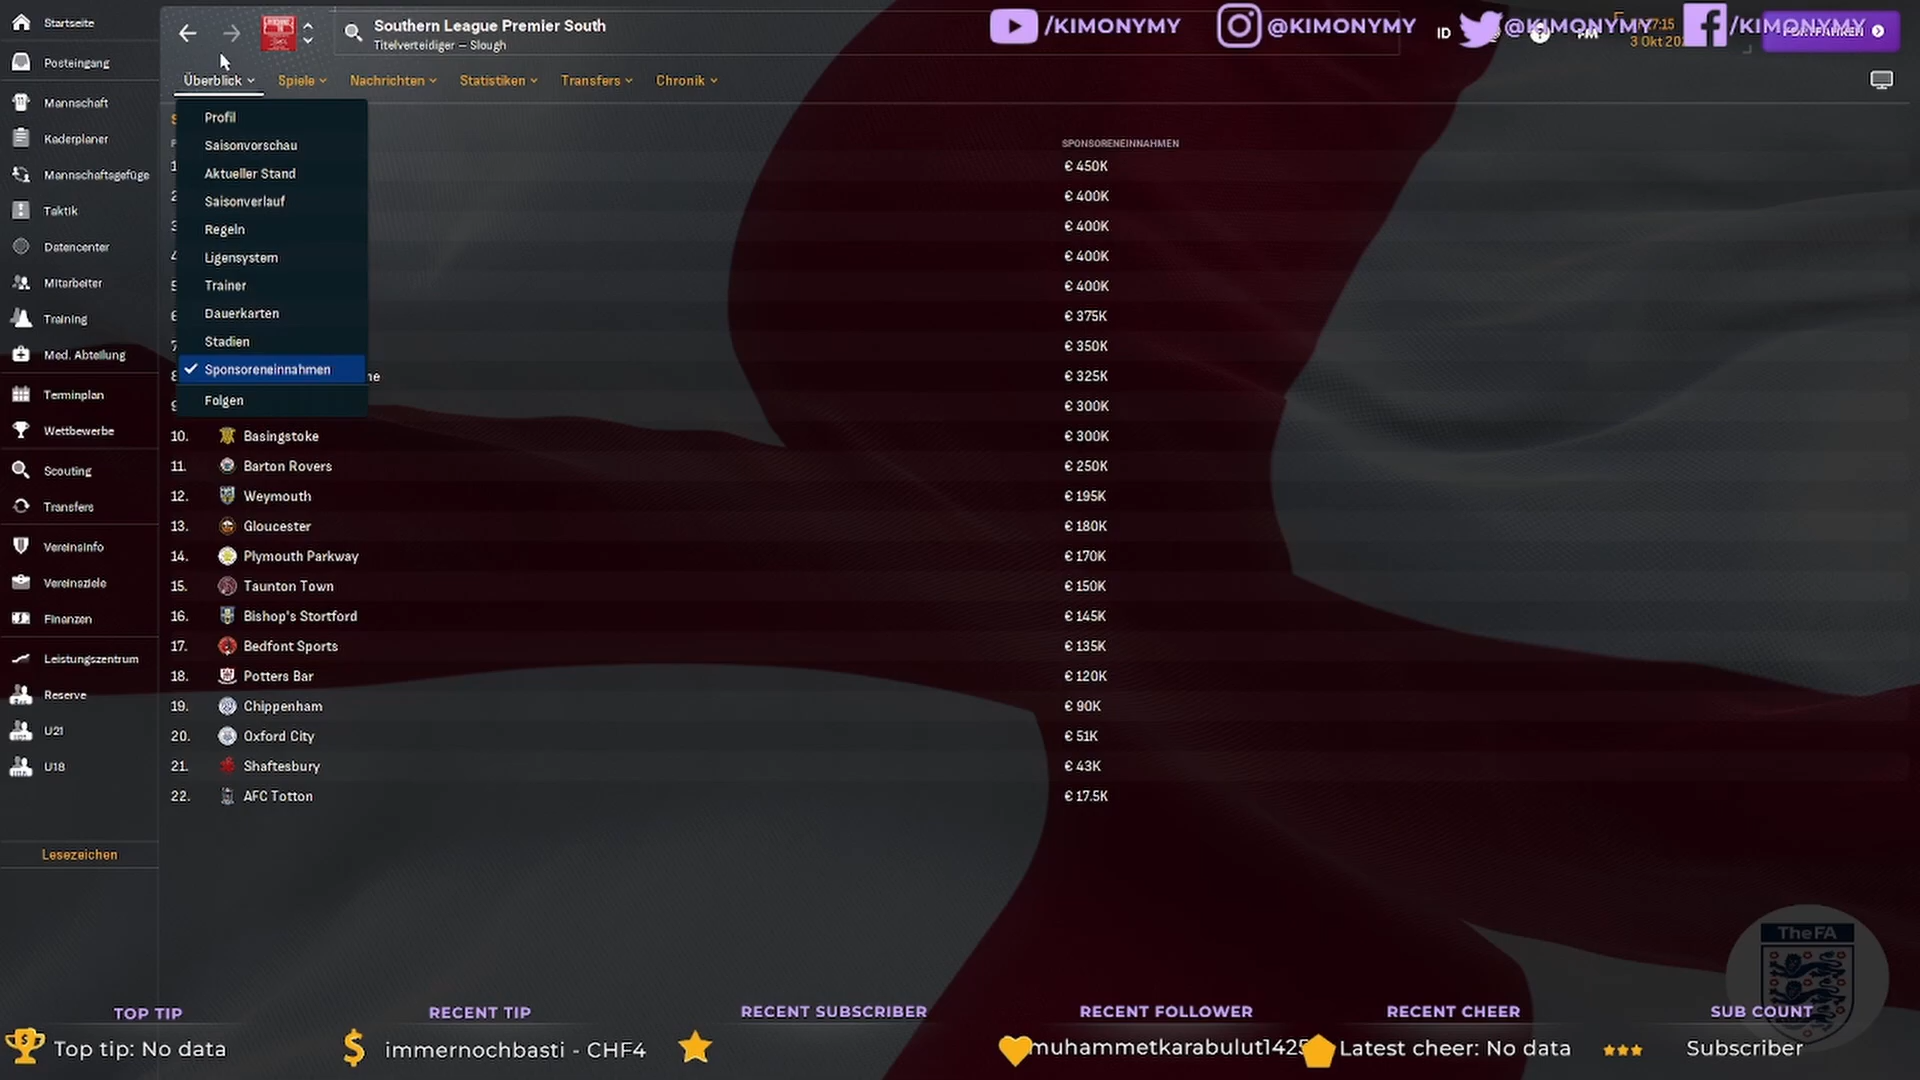 Startseite
Posteingang
Mannschaft
Kaderplaner
Mannschaftsgefüge
Taktik
Datencenter
Mitarbeiter
Training
Med. Abteilung
Terminplan
Wettbewerbe
Scouting
Transfers
Vereinsinfo
Vereinsziele
Finanzen
Leistungszentrum
Reserve
U21
U18
Lesezeichen
Southern League Premier South
Titelverteidiger – Slough
/KIMONYMY @KIMONYMY ID @KIMONYMY /KIMONYMY
3 Okt
Überblick Spiele Nachrichten Statistiken Transfers Chronik
Profil
Saisonvorschau
Aktueller Stand
Saisonverlauf
Regeln
Ligensystem
Trainer
Dauerkarten
Stadien
Sponsoreneinnahmen
Folgen
SPONSORENEINNAHMEN
€ 450K
€ 400K
€ 400K
€ 400K
€ 400K
€ 375K
€ 350K
€ 325K
€ 300K
10. Basingstoke € 300K
11. Barton Rovers € 250K
12. Weymouth € 195K
13. Gloucester € 180K
14. Plymouth Parkway € 170K
15. Taunton Town € 150K
16. Bishop's Stortford € 145K
17. Bedfont Sports € 135K
18. Potters Bar € 120K
19. Chippenham € 90K
20. Oxford City € 51K
21. Shaftesbury € 43K
22. AFC Totton € 17.5K
The FA
TOP TIP
Top tip: No data
RECENT TIP
immernochbasti - CHF4
RECENT SUBSCRIBER
RECENT FOLLOWER
muhammetkarabulut1425
RECENT CHEER
Latest cheer: No data
SUB COUNT
Subscriber